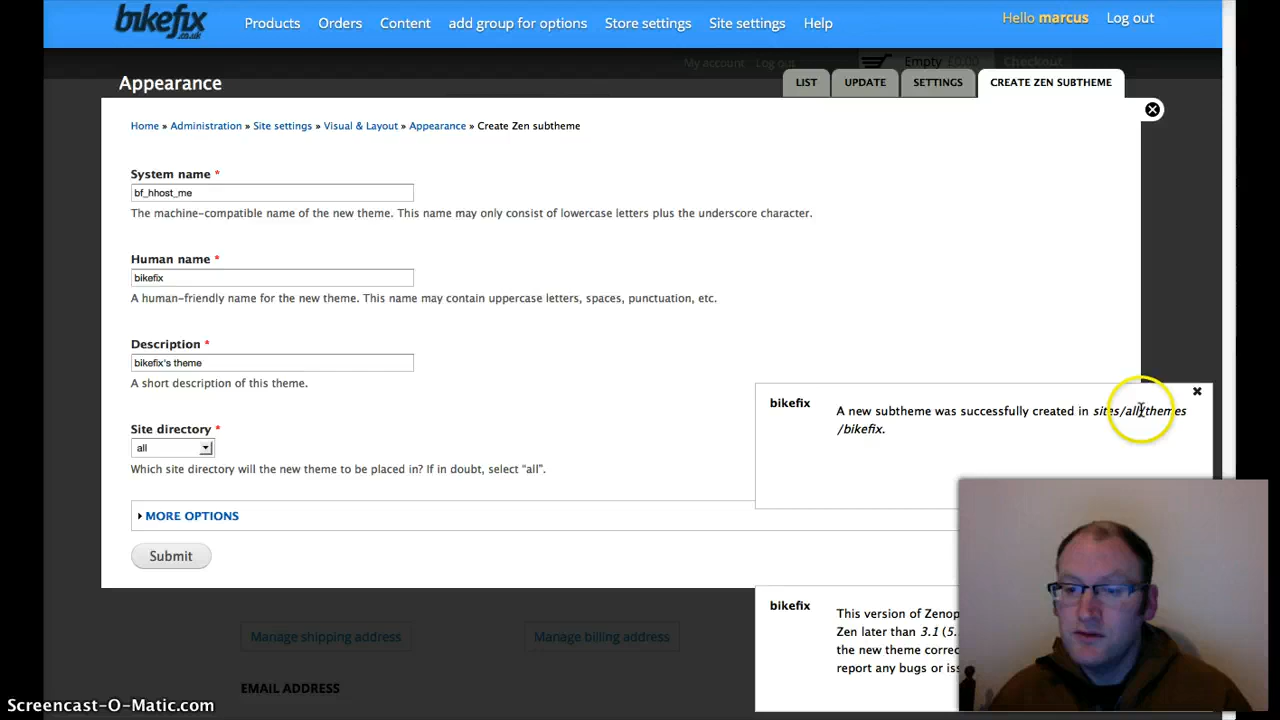 bikefix
.co.uk
Products Orders Content add group for options Store settings Site settings Help
Hello marcus Log out
My account Log out Empty £0.00 Checkout
Appearance
LIST UPDATE SETTINGS CREATE ZEN SUBTHEME
Home » Administration » Site settings » Visual & Layout » Appearance » Create Zen subtheme
System name *
bf_hhost_me
The machine-compatible name of the new theme. This name may only consist of lowercase letters plus the underscore character.
Human name *
bikefix
A human-friendly name for the new theme. This name may contain uppercase letters, spaces, punctuation, etc.
Description *
bikefix's theme
A short description of this theme.
Site directory *
all
Which site directory will the new theme to be placed in? If in doubt, select “all”.
MORE OPTIONS
Submit
bikefix
A new subtheme was successfully created in sites/all/themes
/bikefix.
bikefix
This version of Zenop
Zen later than 3.1 (5.
the new theme correc
report any bugs or iss
Manage shipping address Manage billing address
EMAIL ADDRESS
Screencast-O-Matic.com